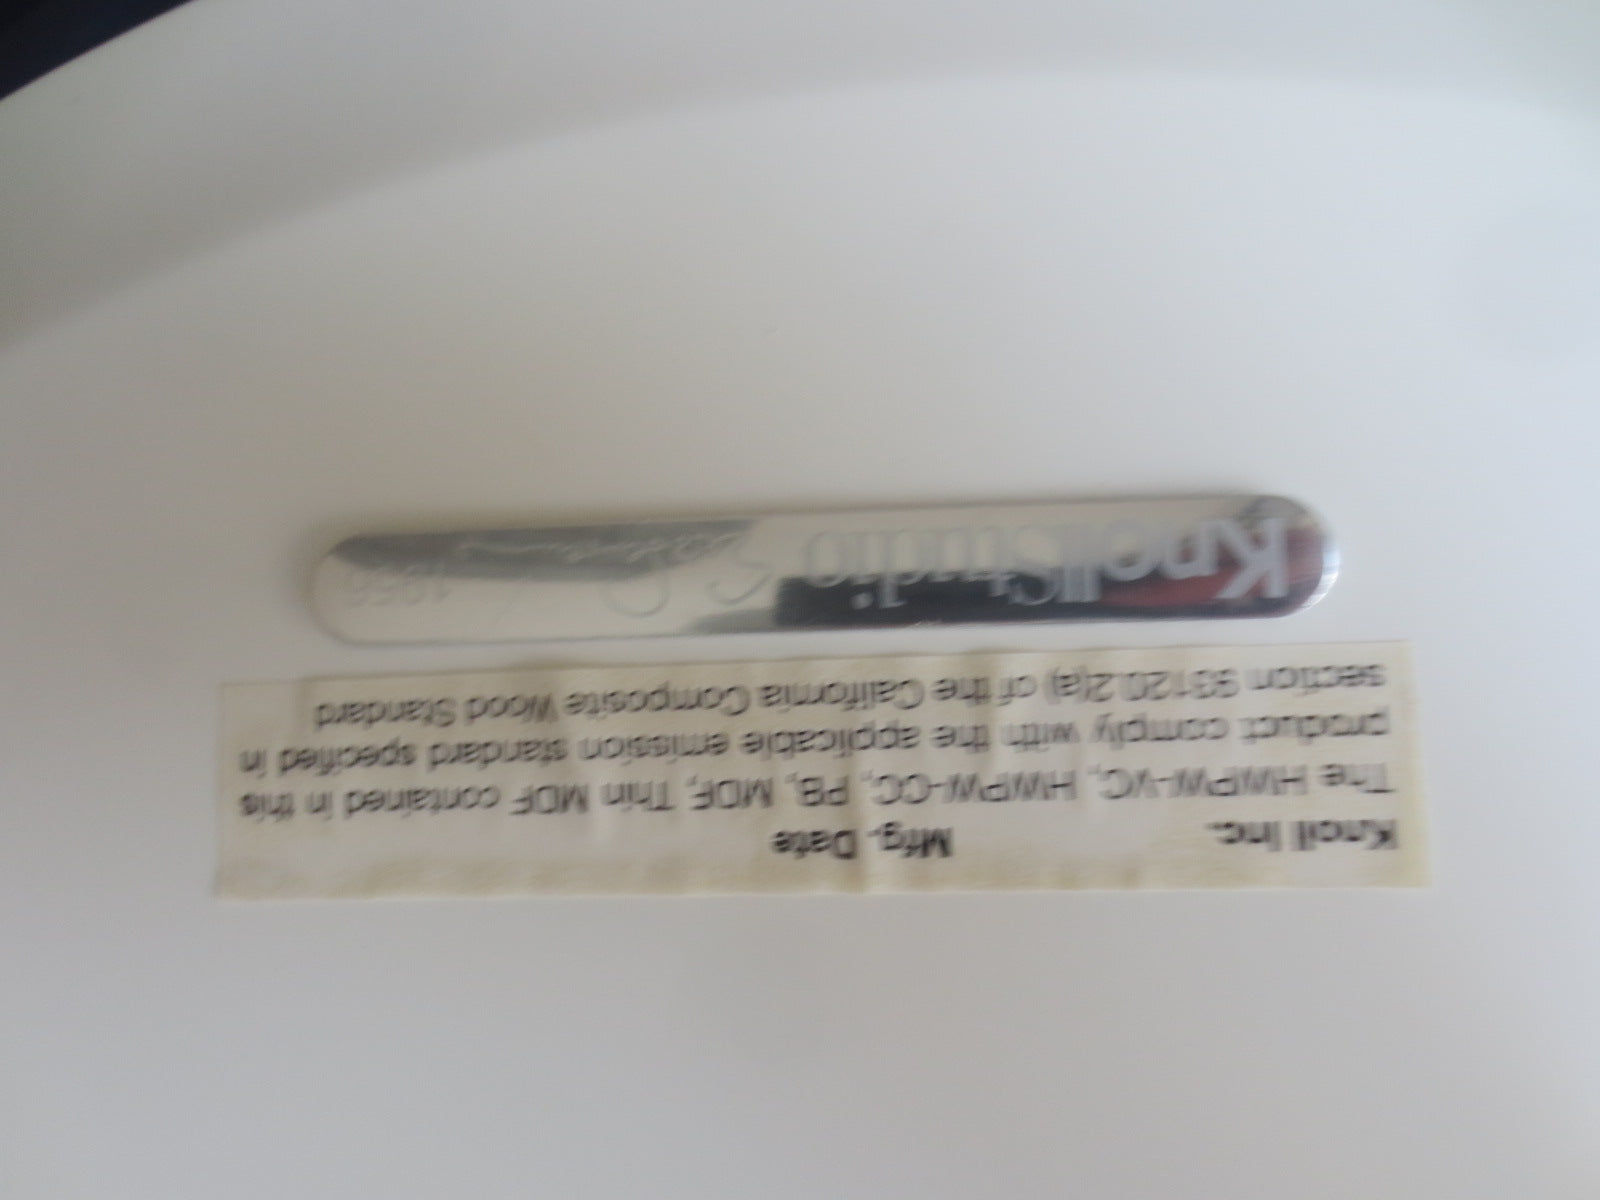 Knoll Inc. Mfg. Date
The HWPW-VC, HWPW-CC, PB, MDF, Thin MDF contained in this
product comply with the applicable emission standard specified in
section 93120.2(a) of the California Composite Wood Standard
KnollStudio